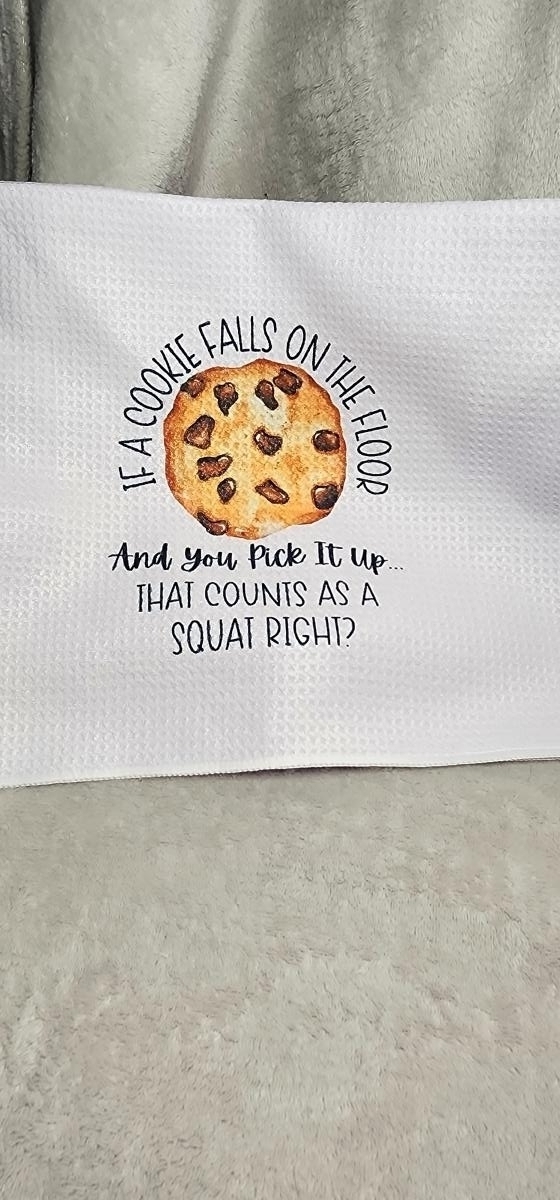 IF A COOKIE FALLS ON THE FLOOR
And you Pick It Up...
THAT COUNTS AS A
SQUAT RIGHT?